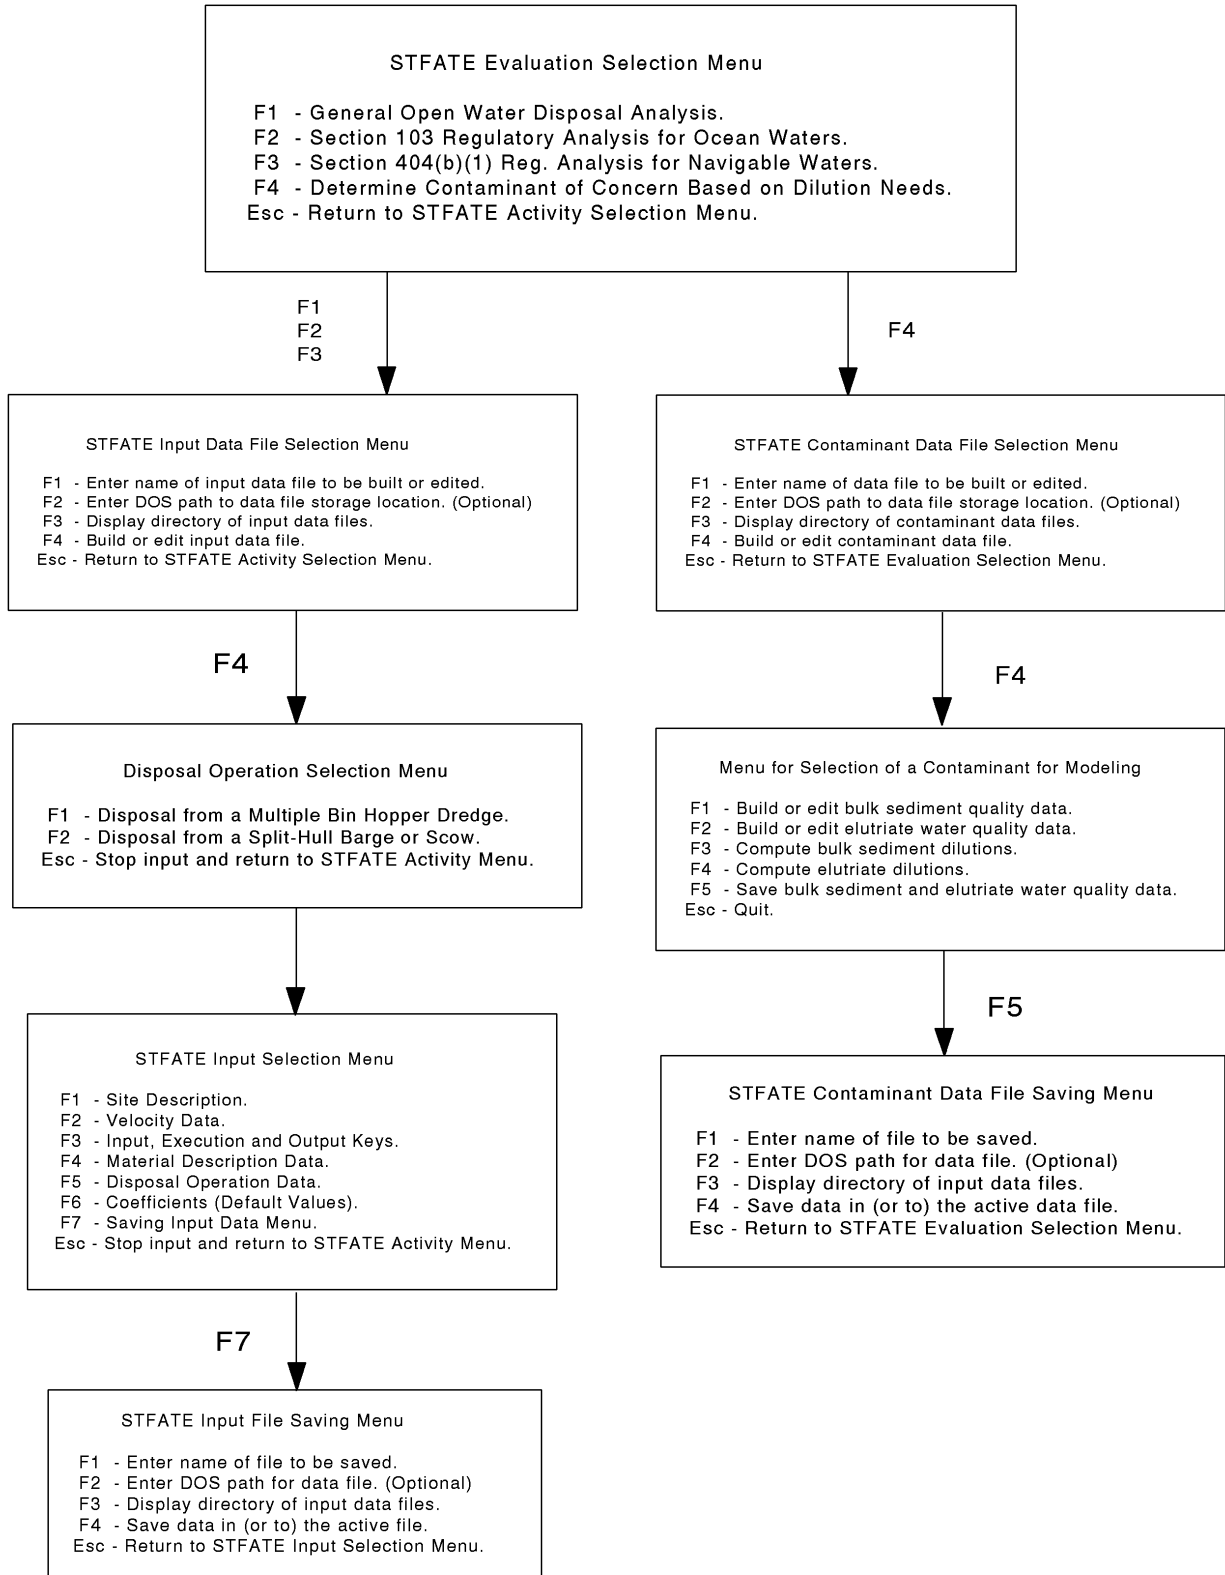 STFATE Evaluation Selection Menu
F1 - General Open Water Disposal Analysis.
F2 - Section 103 Regulatory Analysis for Ocean Waters.
F3 - Section 404(b)(1) Reg. Analysis for Navigable Waters.
F4 - Determine Contaminant of Concern Based on Dilution Needs.
Esc - Return to STFATE Activity Selection Menu.
F1
F2
F3
F4
STFATE Input Data File Selection Menu
F1 - Enter name of input data file to be built or edited.
F2 - Enter DOS path to data file storage location. (Optional)
F3 - Display directory of input data files.
F4 - Build or edit input data file.
Esc - Return to STFATE Activity Selection Menu.
STFATE Contaminant Data File Selection Menu
F1 - Enter name of data file to be built or edited.
F2 - Enter DOS path to data file storage location. (Optional)
F3 - Display directory of contaminant data files.
F4 - Build or edit contaminant data file.
Esc - Return to STFATE Evaluation Selection Menu.
F4
F4
Disposal Operation Selection Menu
F1 - Disposal from a Multiple Bin Hopper Dredge.
F2 - Disposal from a Split-Hull Barge or Scow.
Esc - Stop input and return to STFATE Activity Menu.
Menu for Selection of a Contaminant for Modeling
F1 - Build or edit bulk sediment quality data.
F2 - Build or edit elutriate water quality data.
F3 - Compute bulk sediment dilutions.
F4 - Compute elutriate dilutions.
F5 - Save bulk sediment and elutriate water quality data.
Esc - Quit.
F5
STFATE Input Selection Menu
F1 - Site Description.
F2 - Velocity Data.
F3 - Input, Execution and Output Keys.
F4 - Material Description Data.
F5 - Disposal Operation Data.
F6 - Coefficients (Default Values).
F7 - Saving Input Data Menu.
Esc - Stop input and return to STFATE Activity Menu.
STFATE Contaminant Data File Saving Menu
F1 - Enter name of file to be saved.
F2 - Enter DOS path for data file. (Optional)
F3 - Display directory of input data files.
F4 - Save data in (or to) the active data file.
Esc - Return to STFATE Evaluation Selection Menu.
F7
STFATE Input File Saving Menu
F1 - Enter name of file to be saved.
F2 - Enter DOS path for data file. (Optional)
F3 - Display directory of input data files.
F4 - Save data in (or to) the active file.
Esc - Return to STFATE Input Selection Menu.